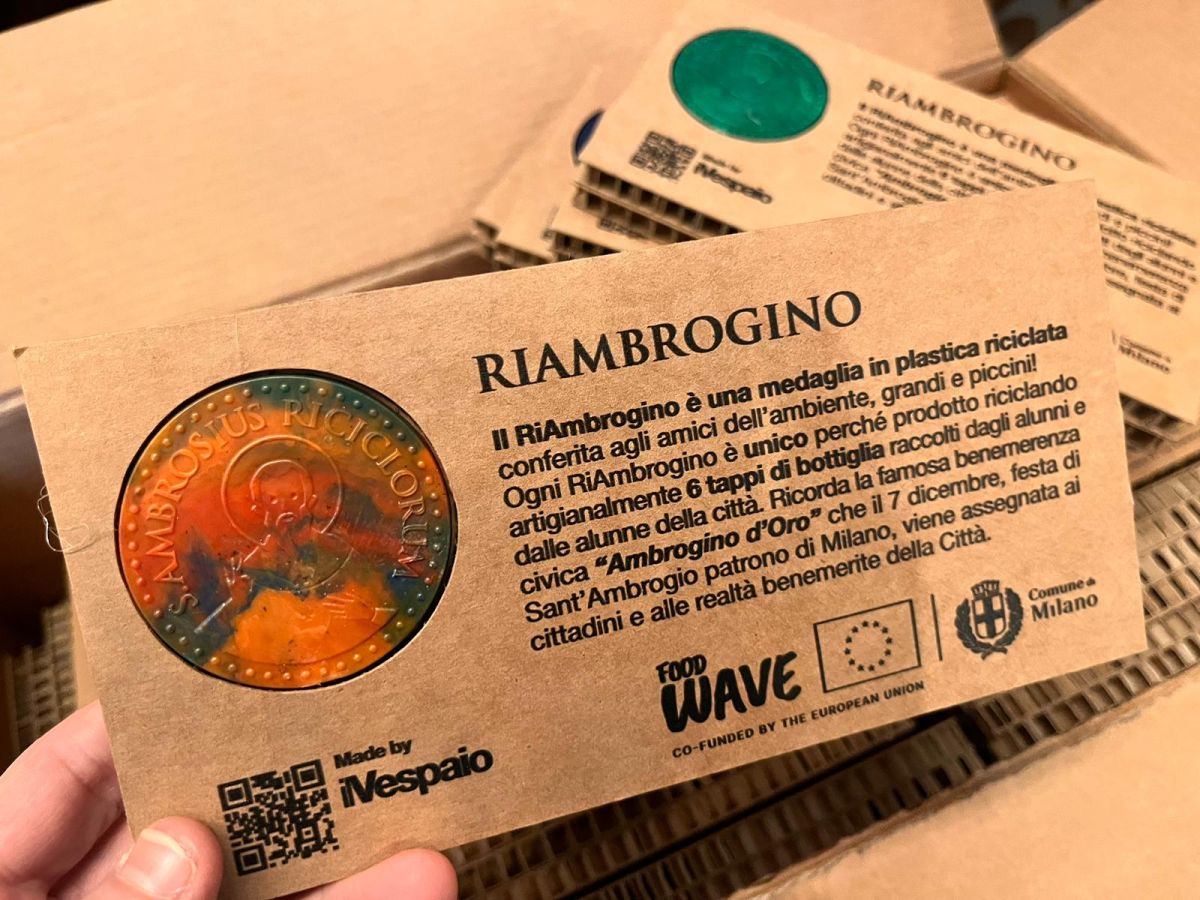 RIAMBROGINO
Made by
iVespaio
RIAMBROGINO
Il RiAmbrogino è una medaglia in plastica riciclata
conferita agli amici dell'ambiente, grandi e piccini!
Ogni RiAmbrogino è unico perché prodotto riciclando
artigianalmente 6 tappi di bottiglia raccolti dagli alunni e
dalle alunne della città. Ricorda la famosa benemerenza
civica "Ambrogino d'Oro" che il 7 dicembre, festa di
Sant'Ambrogio patrono di Milano, viene assegnata ai
cittadini e alle realtà benemerite della Città.
S AMBROSIUS RICICLORUM
FOOD
WAVE
CO-FUNDED BY THE EUROPEAN UNION
Comune di
Milano
Made by
iVespaio